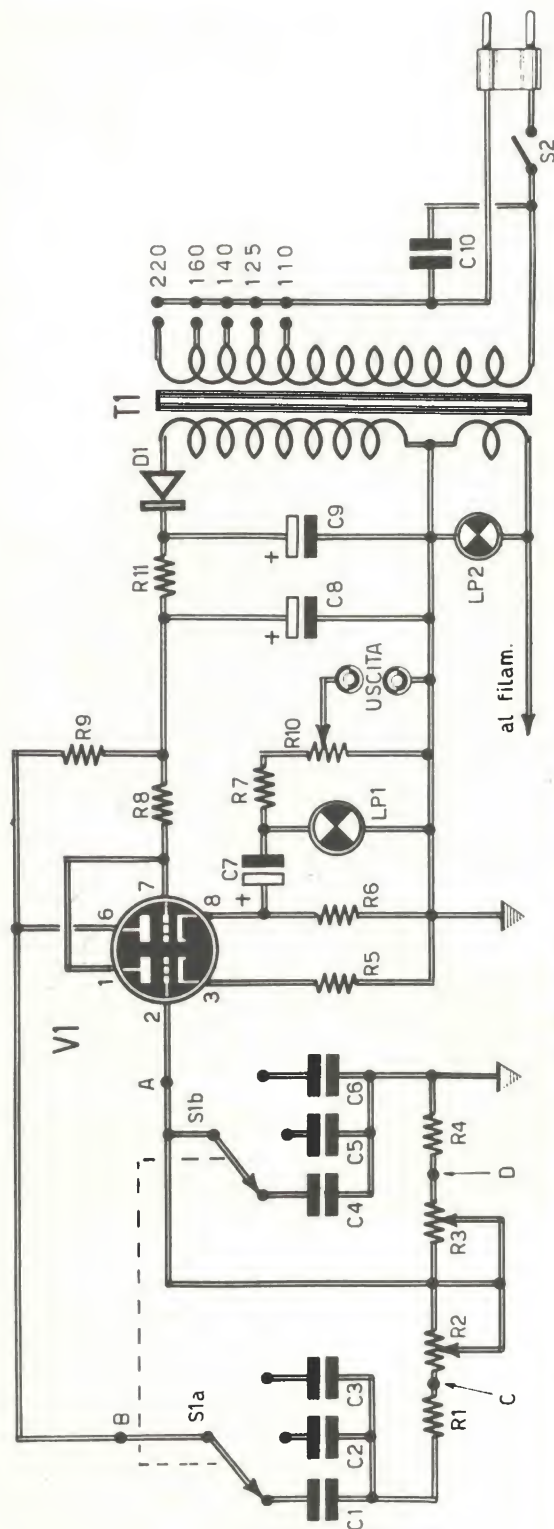 V1
A
B
S1a
S1b
2
1
6
7
3
8
R9
R8
R11
D1
T1
220
160
140
125
110
C10
S2
C1
C2
C3
C4
C5
C6
R1
C
R2
R3
D
R4
R5
R6
C7
+
R7
LP1
R10
USCITA
C8
+
C9
+
LP2
al filam.